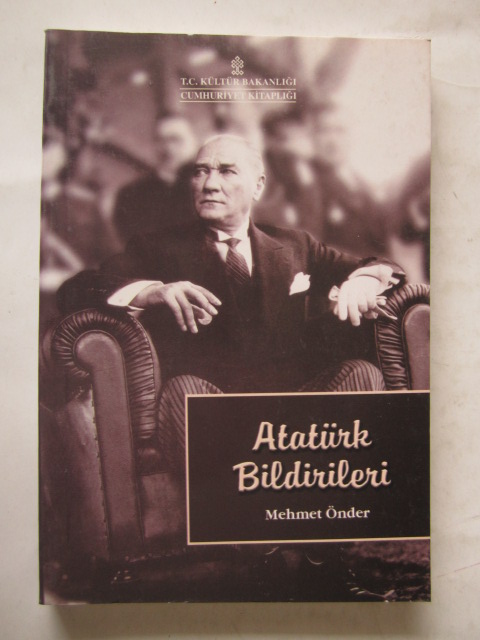 T.C. KÜLTÜR BAKANLIĞI
CUMHURİYET KİTAPLIĞI
Atatürk
Bildirileri
Mehmet Önder